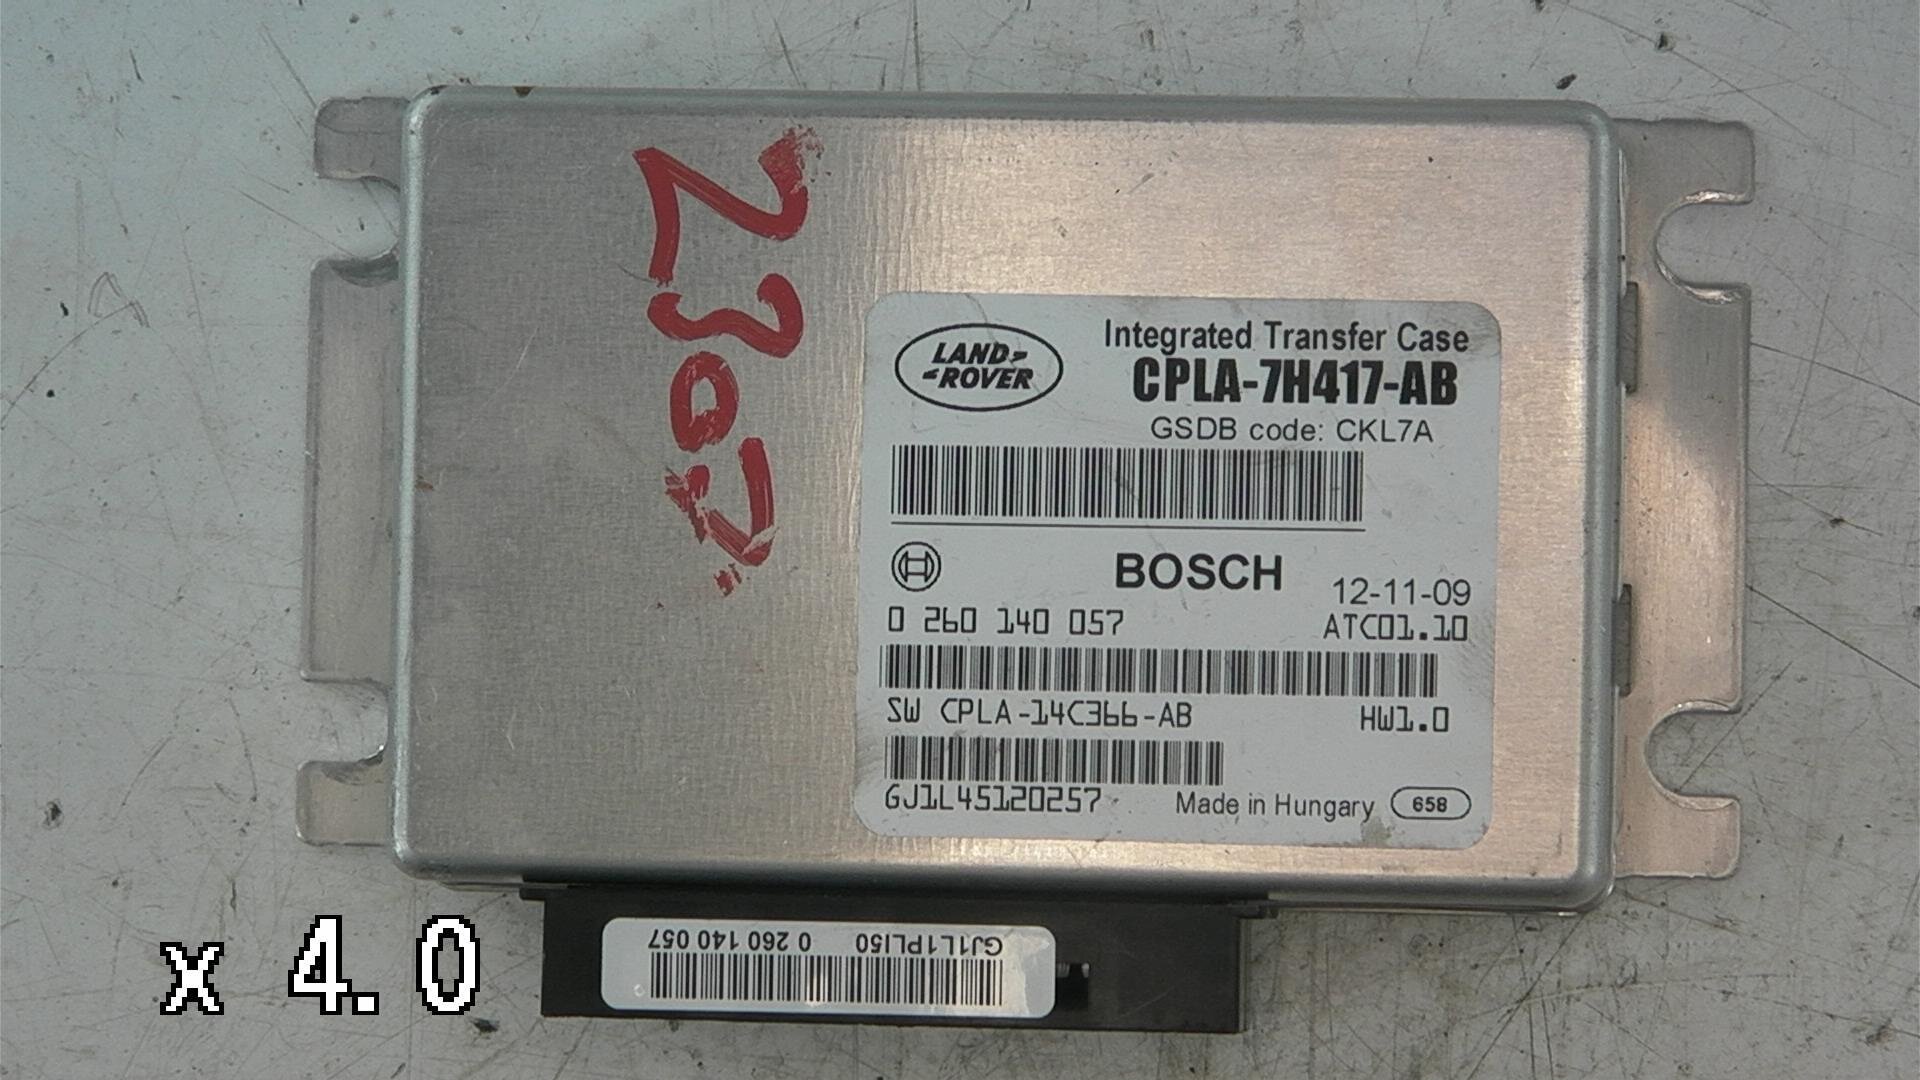 2307
LAND-
-ROVER
Integrated Transfer Case
CPLA-7H417-AB
GSDB code: CKL7A
BOSCH
12-11-09
0 260 140 057
ATC01.10
SW CPLA-14C366-AB
HW1.0
GJ1L45120257
Made in Hungary
658
GJ1L1PLI50 0 260 140 057
x 4.0